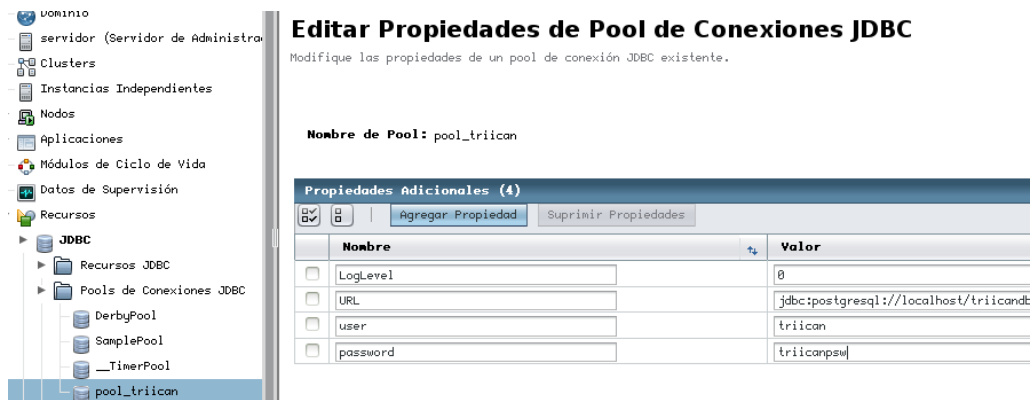 Dominio
servidor (Servidor de Administra
Clusters
Instancias Independientes
Nodos
Aplicaciones
Módulos de Ciclo de Vida
Datos de Supervisión
Recursos
JDBC
Recursos JDBC
Pools de Conexiones JDBC
DerbyPool
SamplePool
__TimerPool
pool_triican
Editar Propiedades de Pool de Conexiones JDBC
Modifique las propiedades de un pool de conexión JDBC existente.
Nombre de Pool: pool_triican
Propiedades Adicionales (4)
Agregar Propiedad Suprimir Propiedades
Nombre Valor
LogLevel 0
URL jdbc:postgresql://localhost/triicandb
user triican
password triicanpsw